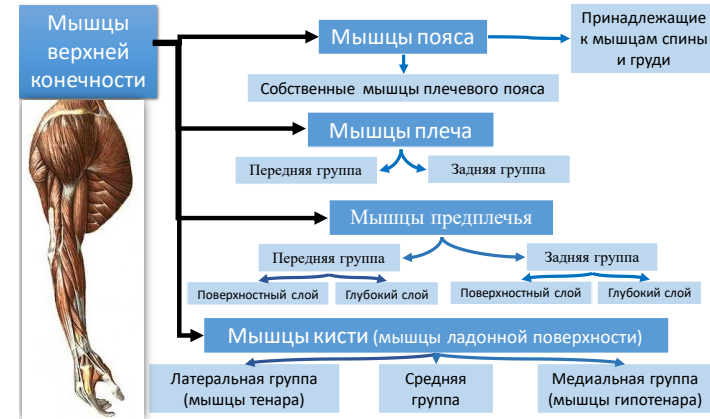 Мышцы
верхней
конечности
Мышцы пояса
Принадлежащие
к мышцам спины
и груди
Собственные мышцы плечевого пояса
Мышцы плеча
Передняя группа
Задняя группа
Мышцы предплечья
Передняя группа
Задняя группа
Поверхностный слой
Глубокий слой
Поверхностный слой
Глубокий слой
Мышцы кисти (мышцы ладонной поверхности)
Латеральная группа
(мышцы тенара)
Средняя
группа
Медиальная группа
(мышцы гипотенара)